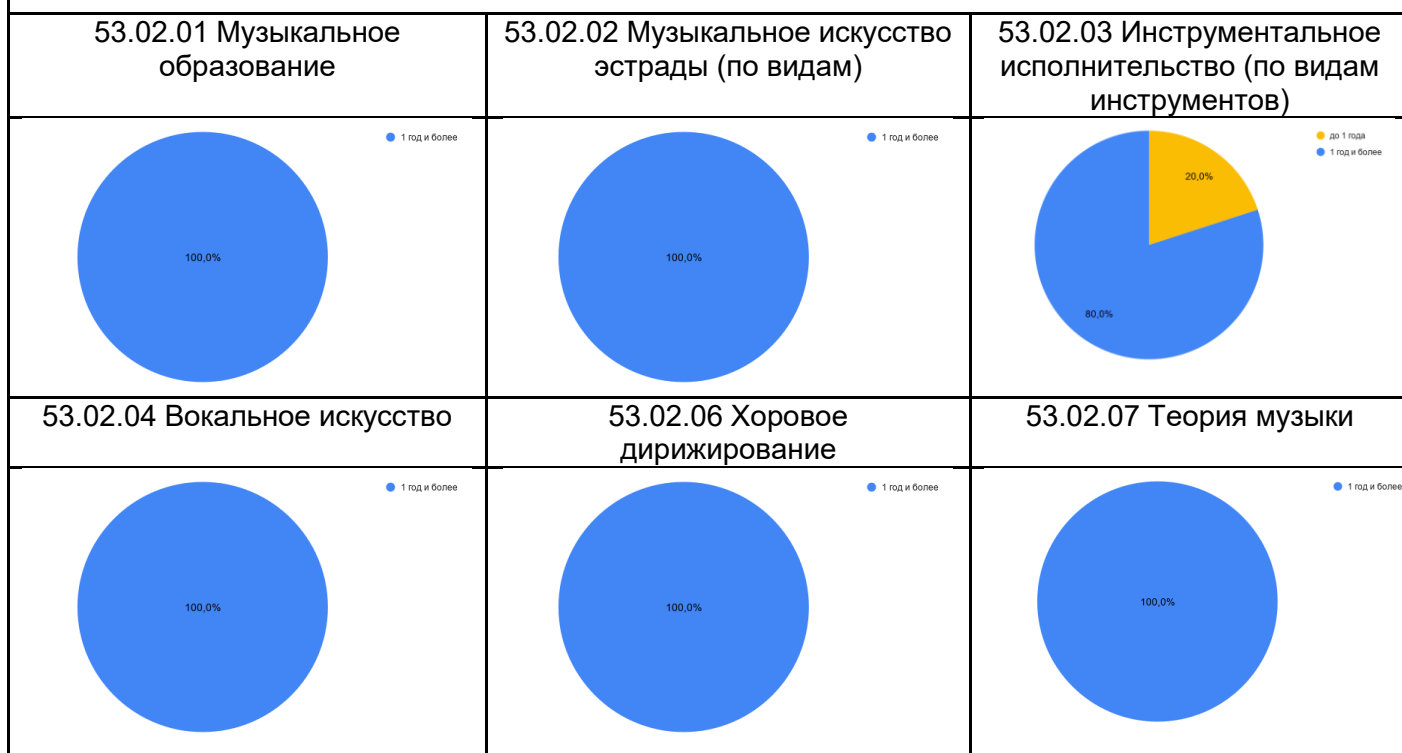 53.02.01 Музыкальное
образование
53.02.02 Музыкальное искусство
эстрады (по видам)
53.02.03 Инструментальное
исполнительство (по видам
инструментов)
1 год и более
100,0%
1 год и более
100,0%
до 1 года
1 год и более
20,0%
80,0%
53.02.04 Вокальное искусство
53.02.06 Хоровое
дирижирование
53.02.07 Теория музыки
1 год и более
100,0%
1 год и более
100,0%
1 год и более
100,0%